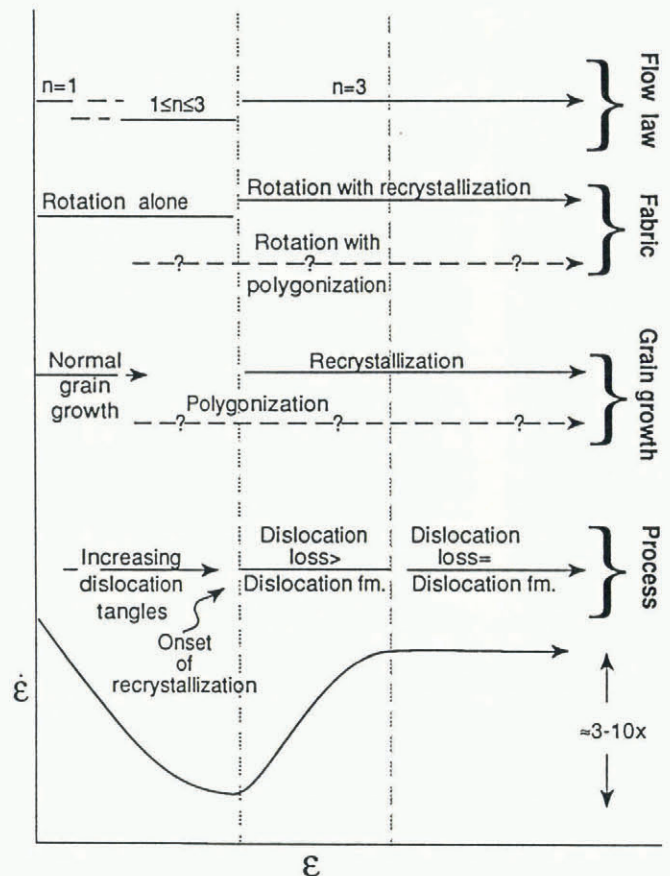 n=1
1≤n≤3
n=3
Flow law
Rotation alone
Rotation with recrystallization
Rotation with
polygonization
?
?
?
Fabric
Normal
grain
growth
Recrystallization
Polygonization
?
?
?
Grain growth
Increasing
dislocation
tangles
Dislocation
loss>
Dislocation fm.
Dislocation
loss=
Dislocation fm.
Process
Onset
of
recrystallization
ε̇
≈3-10x
ε